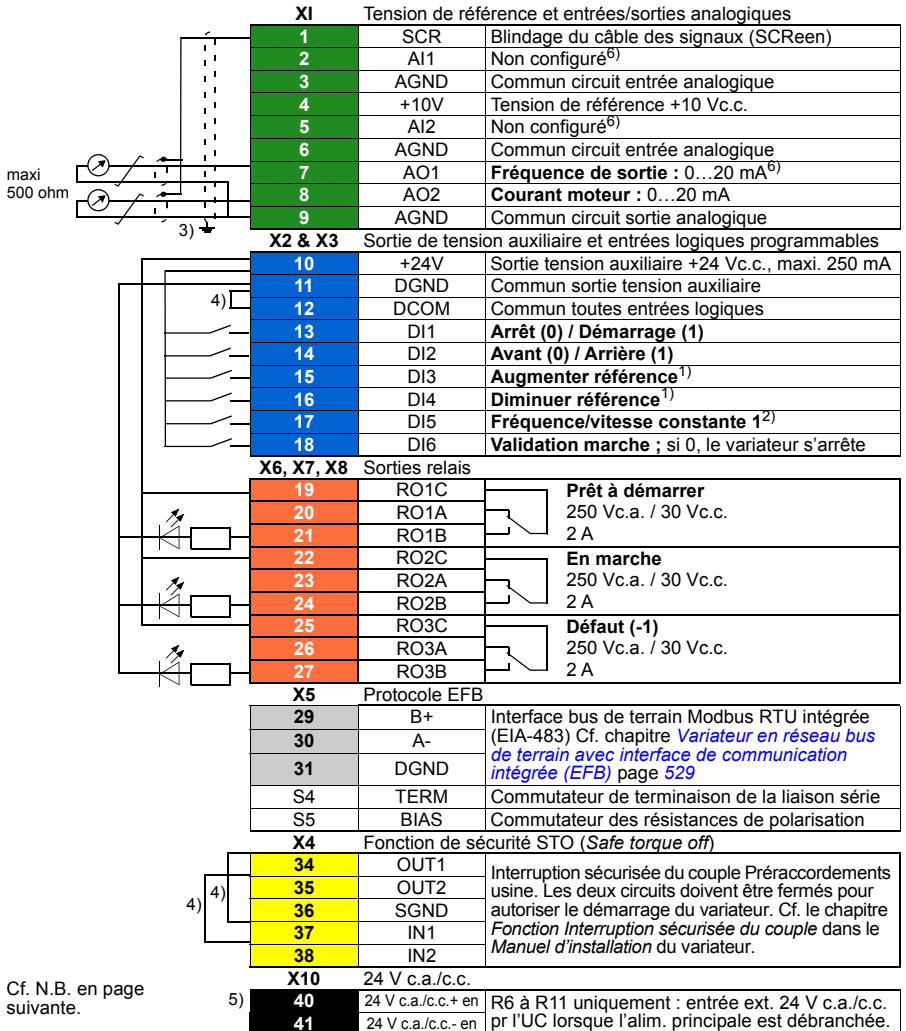 XI Tension de référence et entrées/sorties analogiques
1 SCR Blindage du câble des signaux (SCReen)
2 AI1 Non configuré6)
3 AGND Commun circuit entrée analogique
4 +10V Tension de référence +10 Vc.c.
5 AI2 Non configuré6)
6 AGND Commun circuit entrée analogique
maxi
500 ohm
7 AO1 Fréquence de sortie : 0…20 mA6)
8 AO2 Courant moteur : 0…20 mA
9 AGND Commun circuit sortie analogique
3)
X2 & X3 Sortie de tension auxiliaire et entrées logiques programmables
10 +24V Sortie tension auxiliaire +24 Vc.c., maxi. 250 mA
11 DGND Commun sortie tension auxiliaire
4)
12 DCOM Commun toutes entrées logiques
13 DI1 Arrêt (0) / Démarrage (1)
14 DI2 Avant (0) / Arrière (1)
15 DI3 Augmenter référence1)
16 DI4 Diminuer référence1)
17 DI5 Fréquence/vitesse constante 12)
18 DI6 Validation marche ; si 0, le variateur s’arrête
X6, X7, X8 Sorties relais
19 RO1C Prêt à démarrer
20 RO1A 250 Vc.a. / 30 Vc.c.
21 RO1B 2 A
22 RO2C En marche
23 RO2A 250 Vc.a. / 30 Vc.c.
24 RO2B 2 A
25 RO3C Défaut (-1)
26 RO3A 250 Vc.a. / 30 Vc.c.
27 RO3B 2 A
X5 Protocole EFB
29 B+
30 A-
31 DGND
Interface bus de terrain Modbus RTU intégrée
(EIA-483) Cf. chapitre Variateur en réseau bus
de terrain avec interface de communication
intégrée (EFB) page 529
S4 TERM Commutateur de terminaison de la liaison série
S5 BIAS Commutateur des résistances de polarisation
X4 Fonction de sécurité STO (Safe torque off)
34 OUT1
35 OUT2
36 SGND
37 IN1
38 IN2
4)
4)
Interruption sécurisée du couple Préraccordements
usine. Les deux circuits doivent être fermés pour
autoriser le démarrage du variateur. Cf. le chapitre
Fonction Interruption sécurisée du couple dans le
Manuel d’installation du variateur.
X10 24 V c.a./c.c.
Cf. N.B. en page
suivante.
5)
40 24 V c.a./c.c.+ en
41 24 V c.a./c.c.- en
R6 à R11 uniquement : entrée ext. 24 V c.a./c.c.
pr l’UC lorsque l’alim. principale est débranchée.